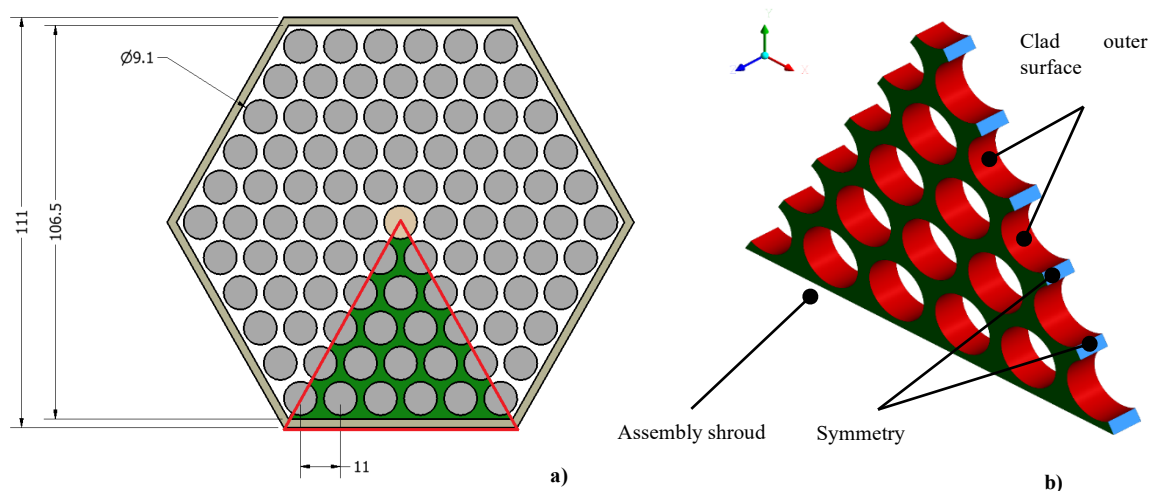 111
106.5
Ø9.1
11
a)
Clad outer
surface
Assembly shroud
Symmetry
b)